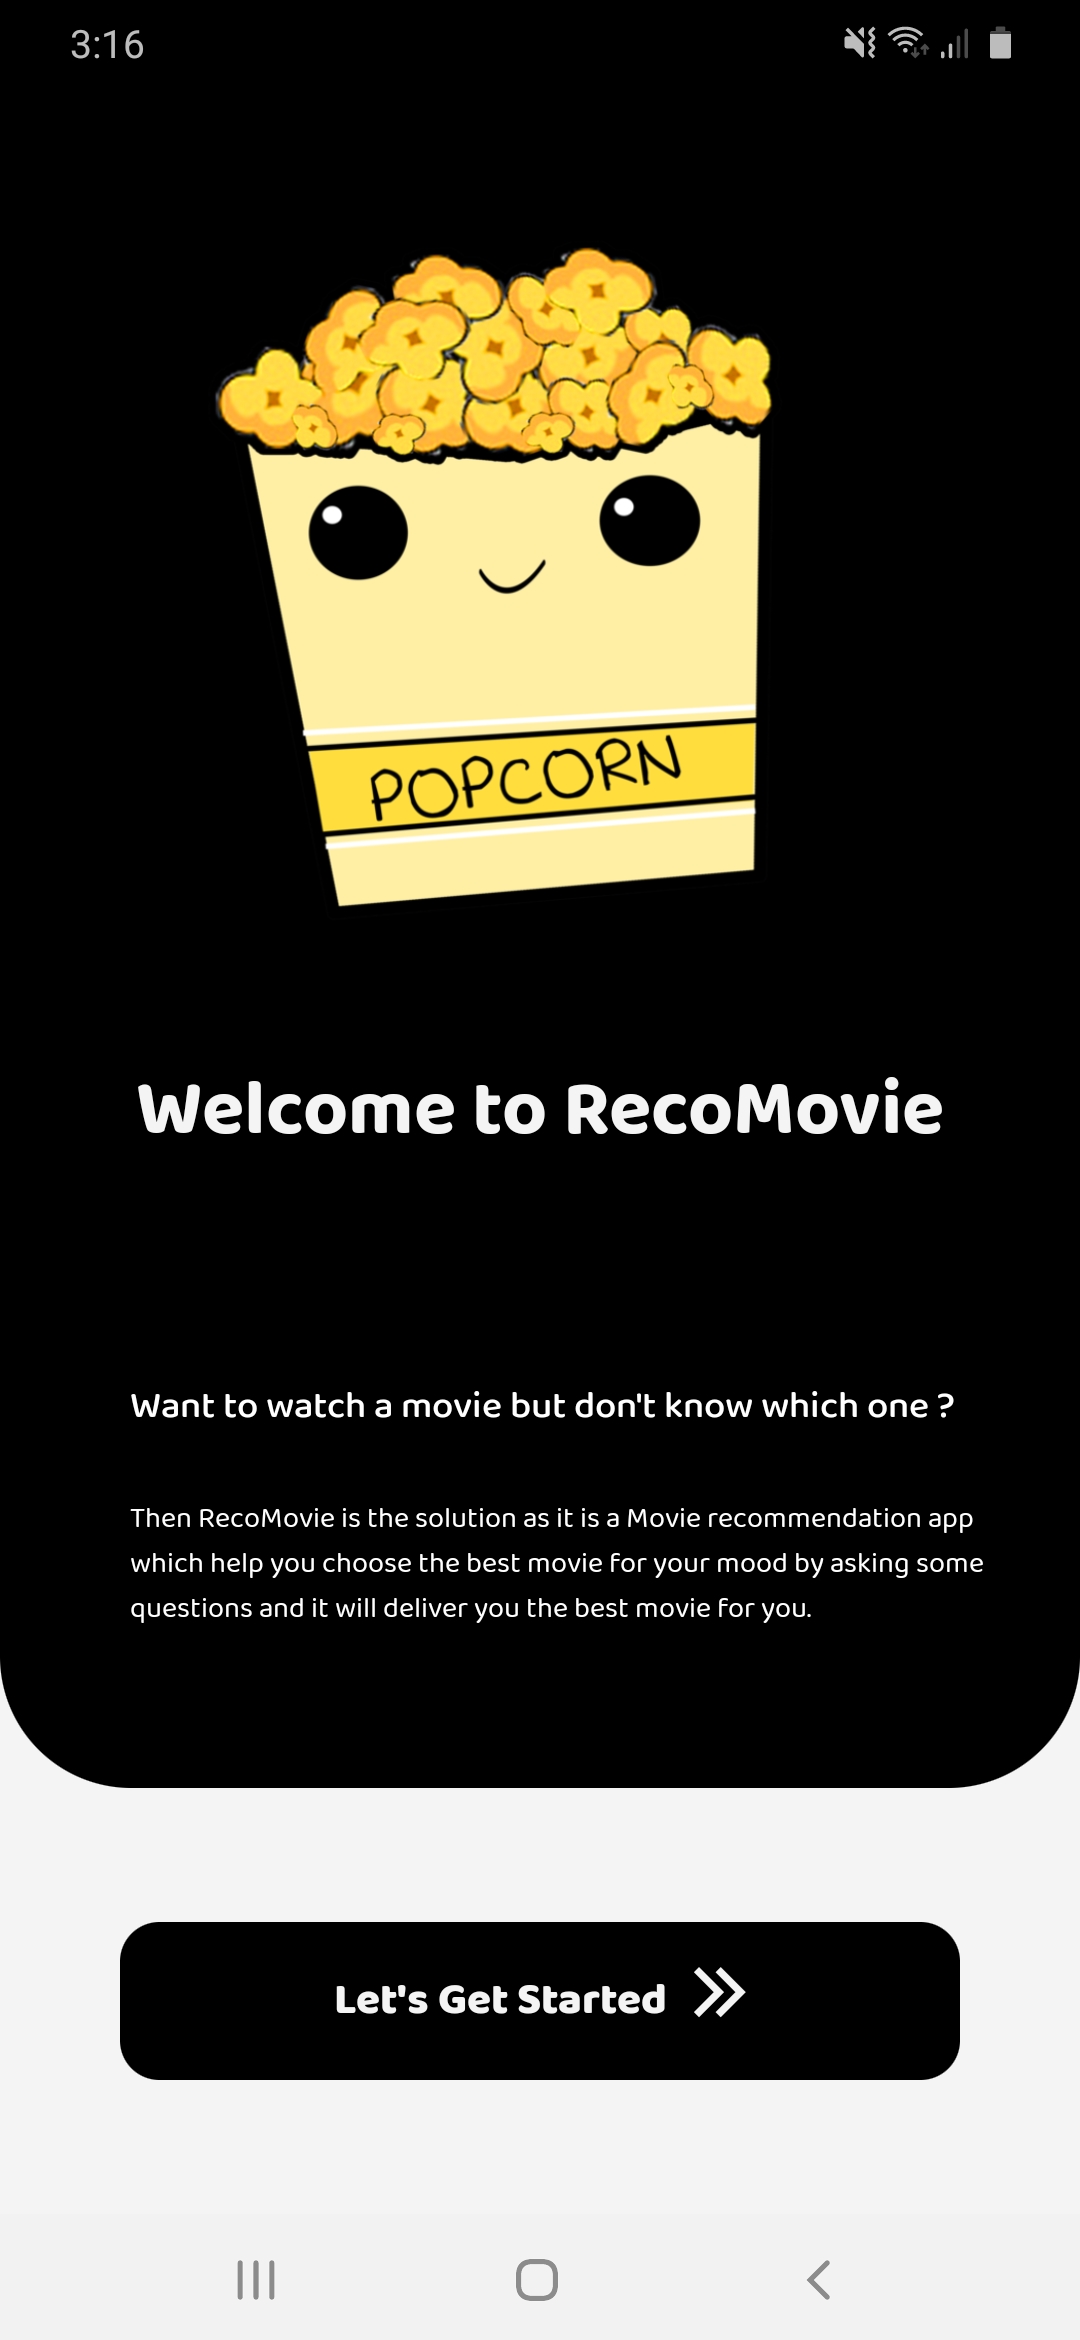 3:16
POPCORN
Welcome to RecoMovie
Want to watch a movie but don't know which one ?
Then RecoMovie is the solution as it is a Movie recommendation app
which help you choose the best movie for your mood by asking some
questions and it will deliver you the best movie for you.
Let's Get Started